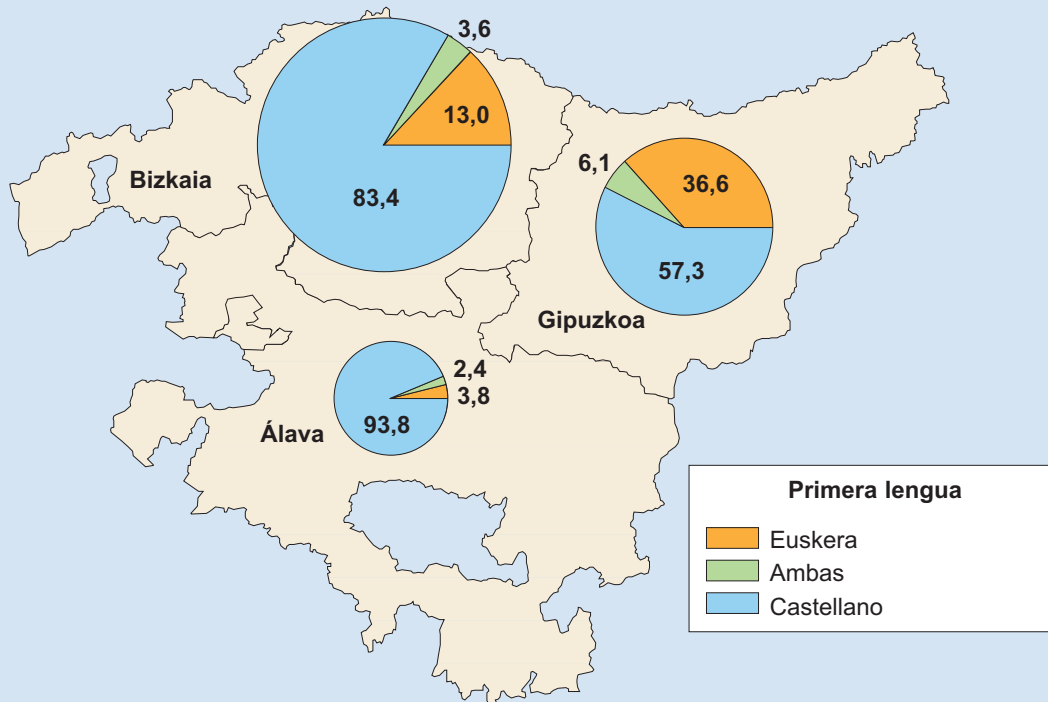 3,6
13,0
Bizkaia
83,4
6,1
36,6
57,3
Gipuzkoa
2,4
3,8
93,8
Álava
Primera lengua
Euskera
Ambas
Castellano